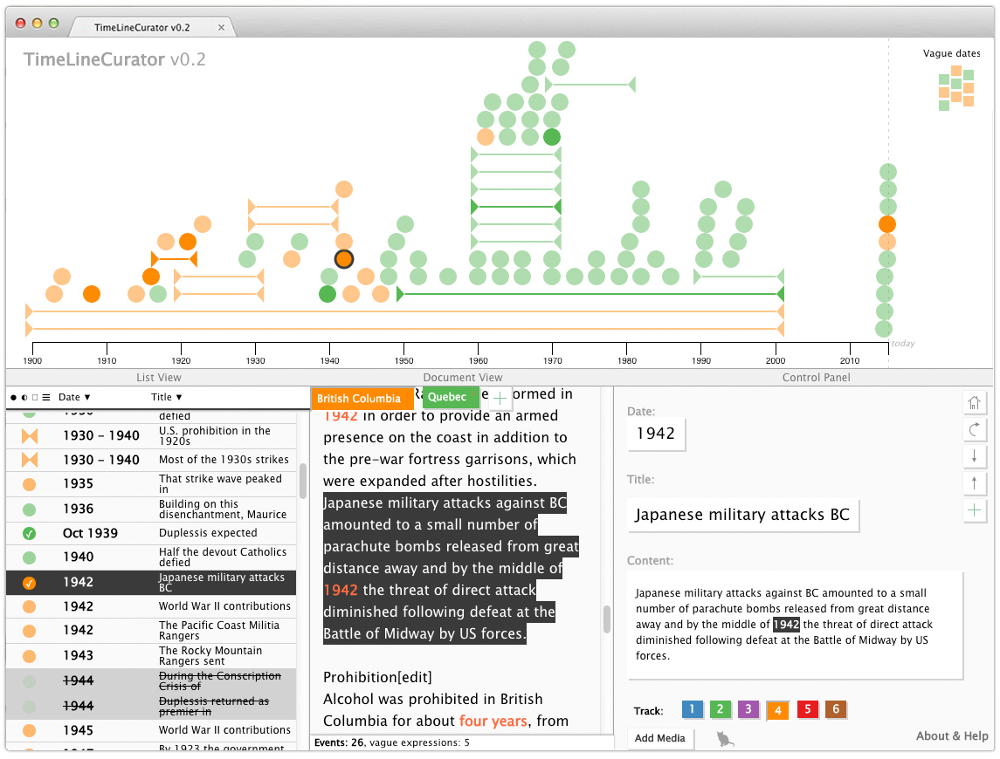 TimeLineCurator v0.2
TimeLineCurator v0.2
Vague dates
today
1900 1910 1920 1930 1940 1950 1960 1970 1980 1990 2000 2010
List View
Document View
Control Panel
Date ▼ Title ▼
defied
1930 – 1940 U.S. prohibition in the
1920s
1930 – 1940 Most of the 1930s strikes
1935 That strike wave peaked
in
1936 Building on this
disenchantment, Maurice
Oct 1939 Duplessis expected
1940 Half the devout Catholics
defied
1942 Japanese military attacks
BC
1942 World War II contributions
1942 The Pacific Coast Militia
Rangers
1943 The Rocky Mountain
Rangers sent
1944 During the Conscription
Crisis of
1944 Duplessis returned as
premier in
1945 World War II contributions
By 1923 the government
British Columbia
Quebec
+
ormed in
1942 in order to provide an armed
presence on the coast in addition to
the pre-war fortress garrisons, which
were expanded after hostilities.
Japanese military attacks against BC
amounted to a small number of
parachute bombs released from great
distance away and by the middle of
1942 the threat of direct attack
diminished following defeat at the
Battle of Midway by US forces.
Prohibition[edit]
Alcohol was prohibited in British
Columbia for about four years, from
Events: 26, vague expressions: 5
Date:
1942
Title:
Japanese military attacks BC
Content:
Japanese military attacks against BC amounted to a small
number of parachute bombs released from great distance
away and by the middle of 1942 the threat of direct attack
diminished following defeat at the Battle of Midway by US
forces.
Track: 1 2 3 4 5 6
Add Media
About & Help